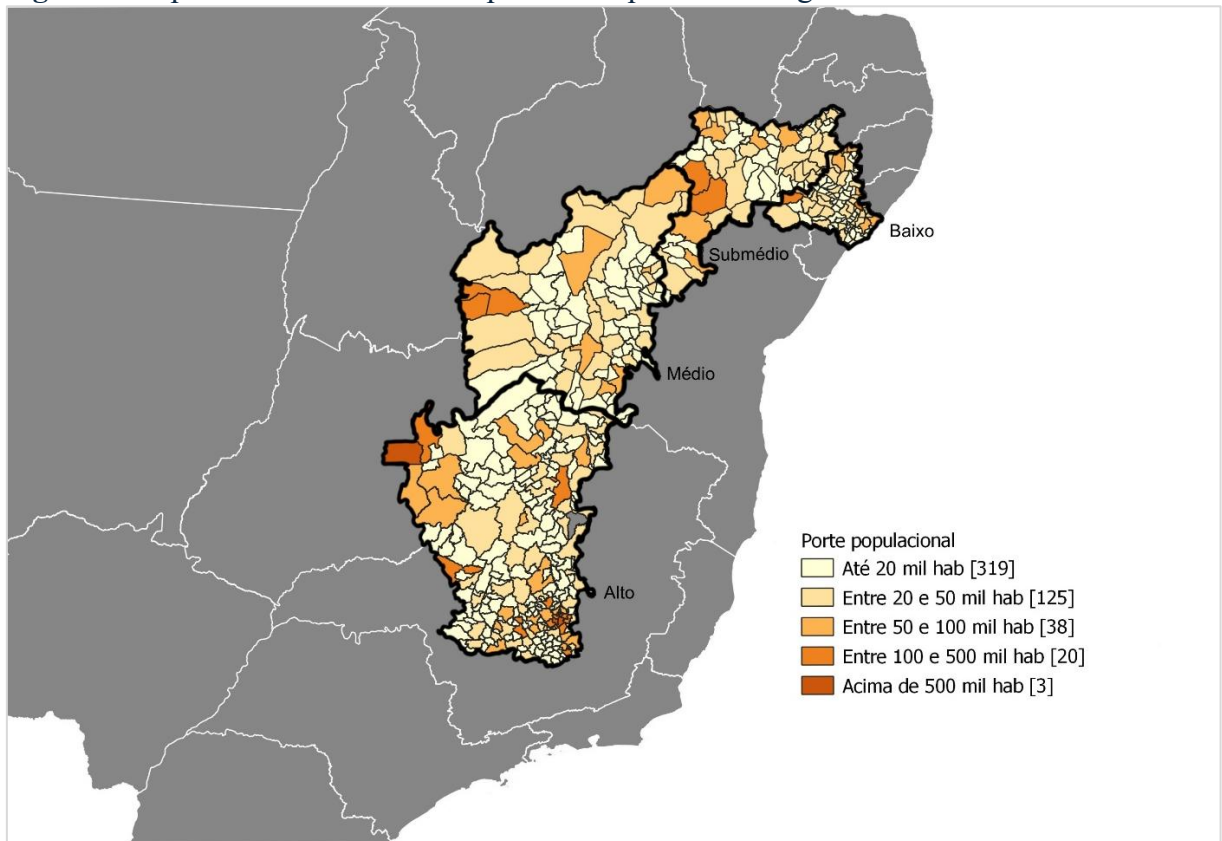 Baixo
Submédio
Médio
Alto
Porte populacional
Até 20 mil hab [319]
Entre 20 e 50 mil hab [125]
Entre 50 e 100 mil hab [38]
Entre 100 e 500 mil hab [20]
Acima de 500 mil hab [3]